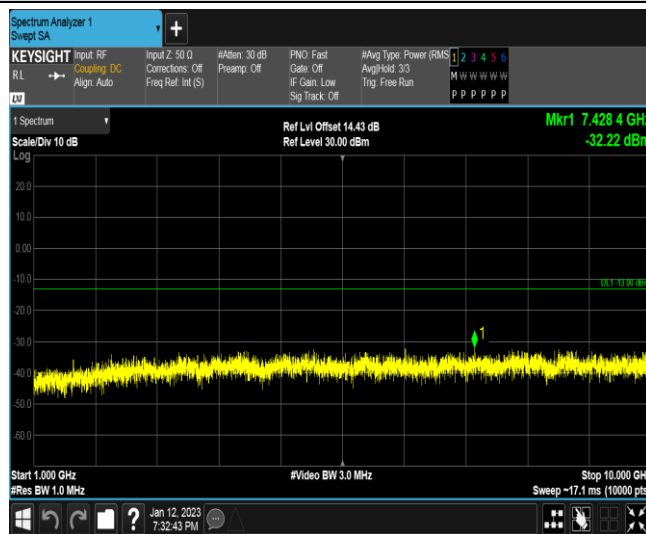 Spectrum Analyzer 1
Swept SA
+
KEYSIGHT Input: RF Input Z: 50 Ω #Atten: 30 dB PNO: Fast #Avg Type: Power (RMS 1 2 3 4 5 6
RL Coupling: DC Corrections: Off Preamp: Off Gate: Off Avg|Hold: 3/3 M W W W W W
Align: Auto Freq Ref: Int (S) IF Gain: Low Trig: Free Run
Sig Track: Off P P P P P P
LXI
1 Spectrum Ref Lvl Offset 14.43 dB Mkr1 7.428 4 GHz
Scale/Div 10 dB Ref Level 30.00 dBm -32.22 dBm
Log
20.0
10.0
0.00
-10.0
DL1 -13.00 dBm
-20.0
-30.0
1
-40.0
-50.0
-60.0
Start 1.000 GHz #Video BW 3.0 MHz Stop 10.000 GH
#Res BW 1.0 MHz Sweep ~17.1 ms (10000 pts
? Jan 12, 2023
7:32:43 PM